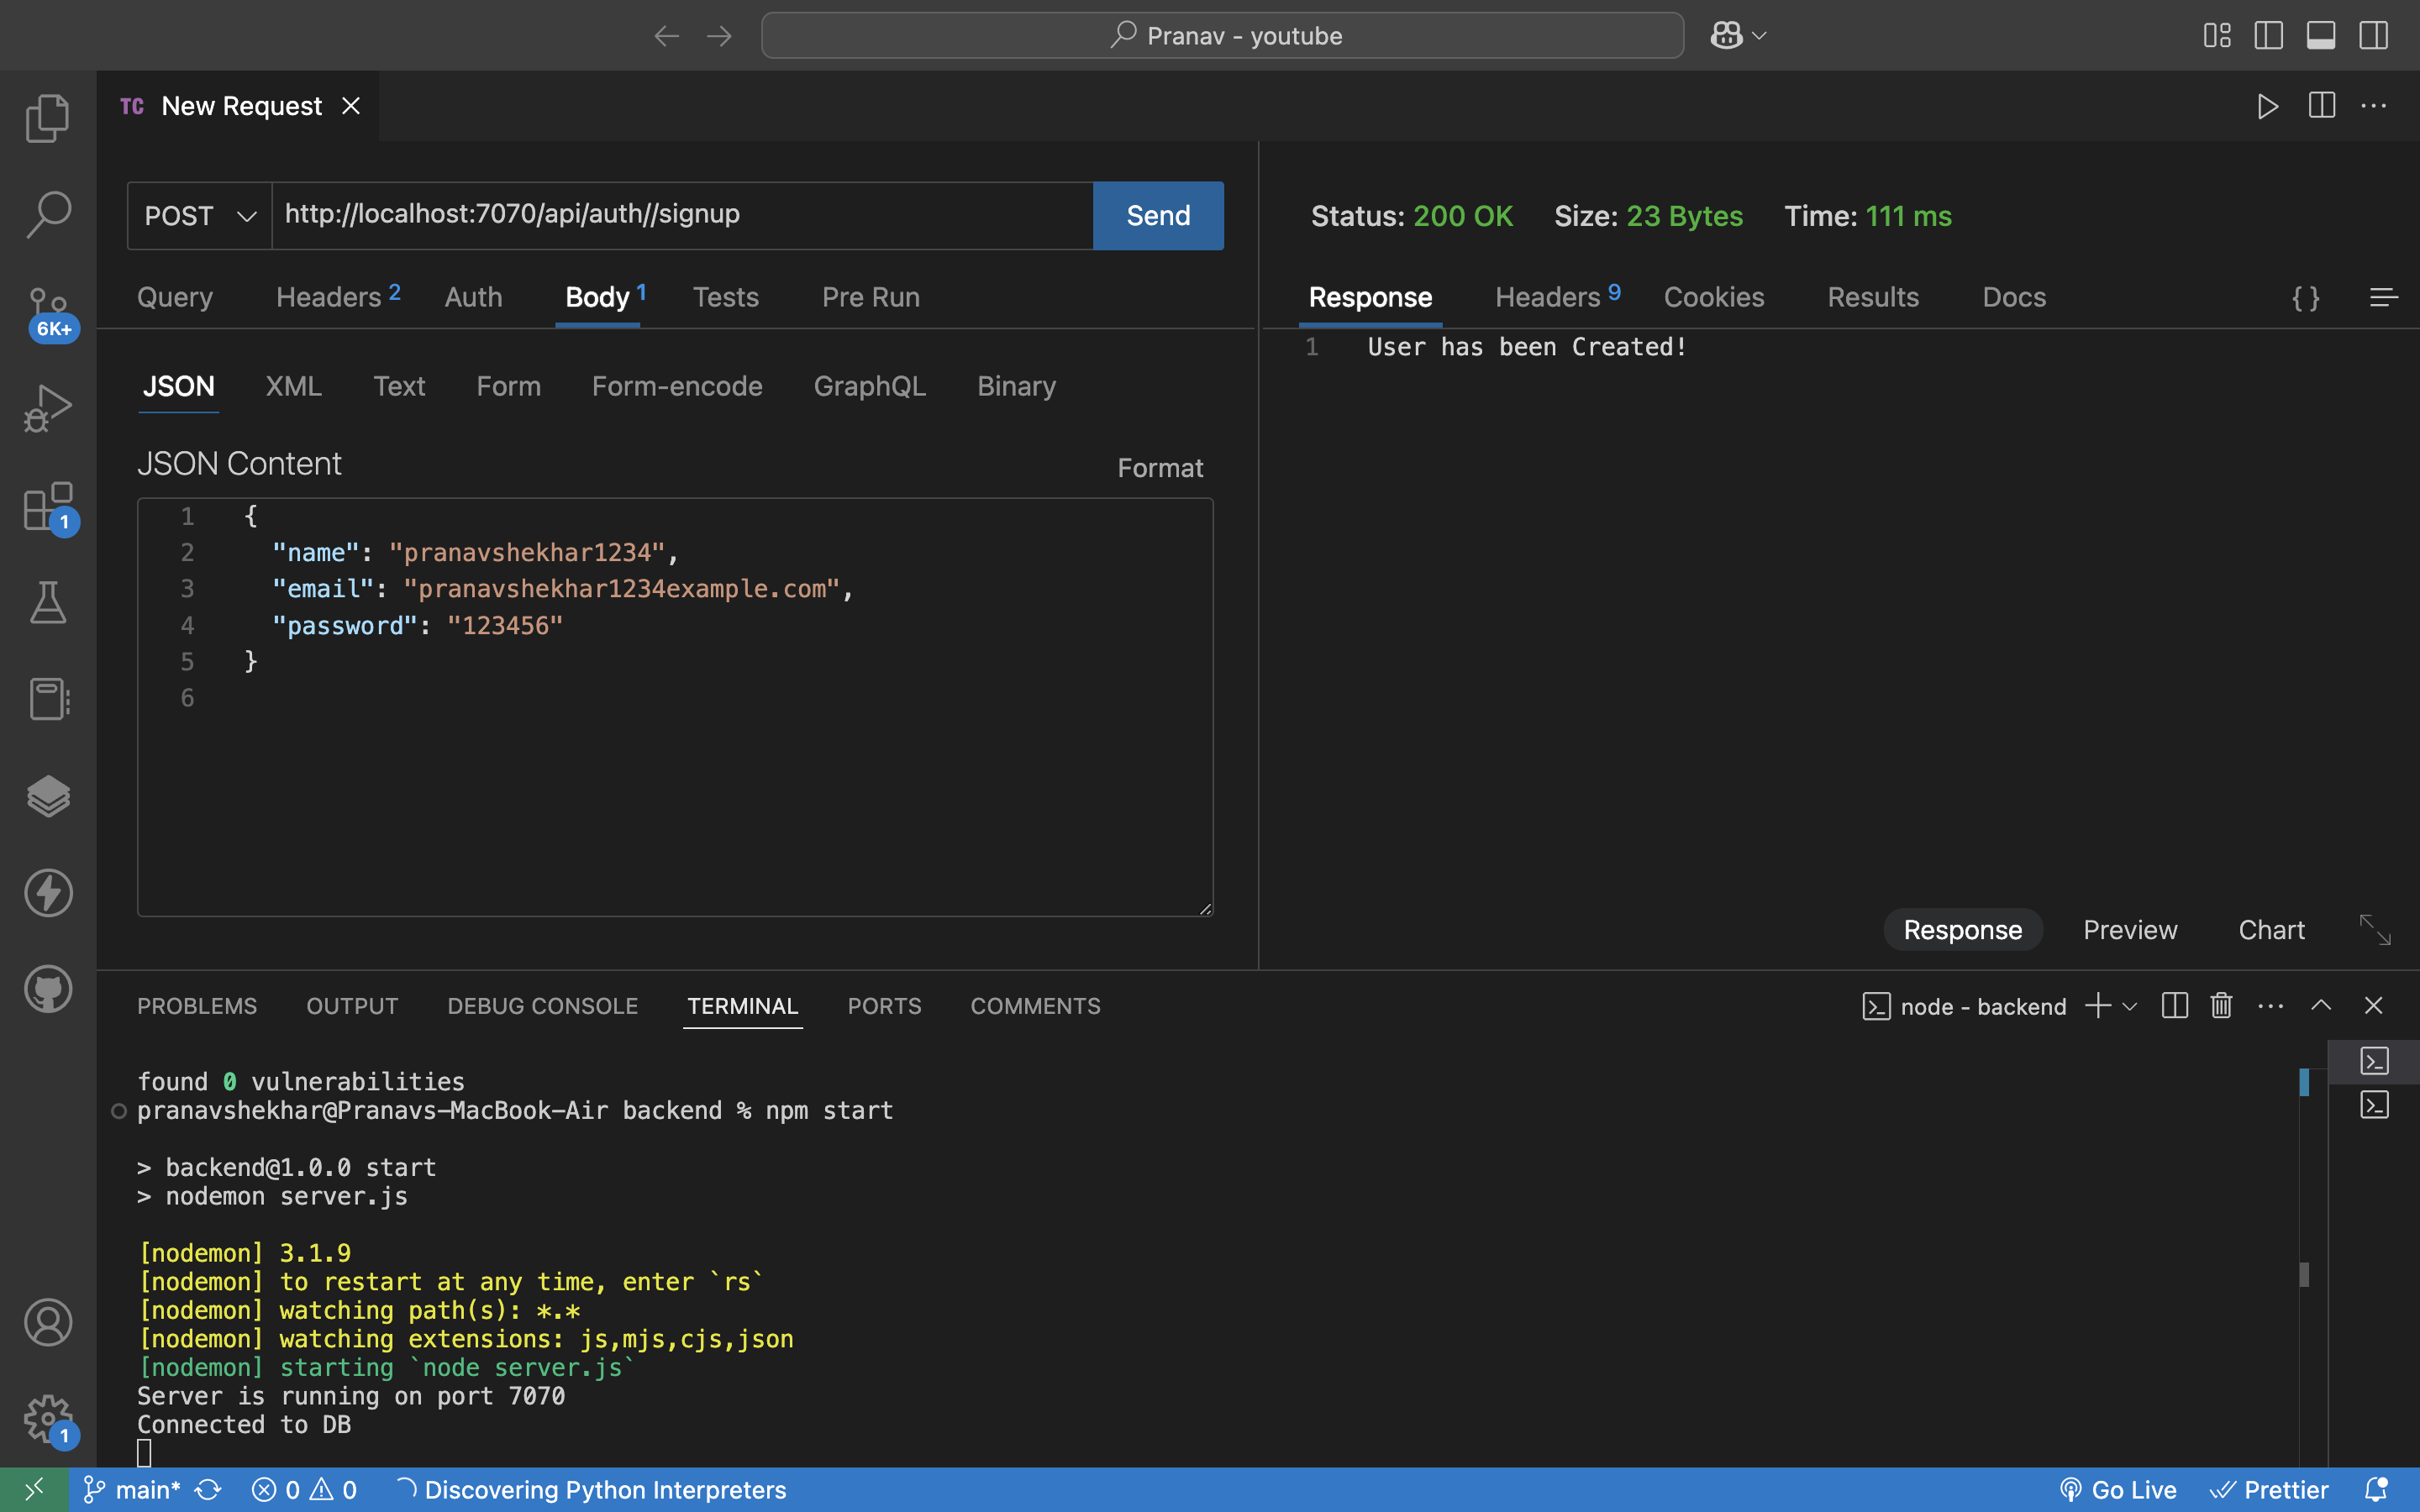 Pranav - youtube
TC New Request
POST http://localhost:7070/api/auth//signup Send
Status: 200 OK Size: 23 Bytes Time: 111 ms
Query Headers 2 Auth Body 1 Tests Pre Run
Response Headers 9 Cookies Results Docs { }
6K+
1 User has been Created!
JSON XML Text Form Form-encode GraphQL Binary
JSON Content Format
1 {
2 "name": "pranavshekhar1234",
3 "email": "pranavshekhar1234example.com",
4 "password": "123456"
5 }
6
1
Response Preview Chart
PROBLEMS OUTPUT DEBUG CONSOLE TERMINAL PORTS COMMENTS
node - backend
found 0 vulnerabilities
pranavshekhar@Pranavs-MacBook-Air backend % npm start
> backend@1.0.0 start
> nodemon server.js
[nodemon] 3.1.9
[nodemon] to restart at any time, enter `rs`
[nodemon] watching path(s): *.*
[nodemon] watching extensions: js,mjs,cjs,json
[nodemon] starting `node server.js`
Server is running on port 7070
Connected to DB
1
main* 0 0 Discovering Python Interpreters Go Live Prettier